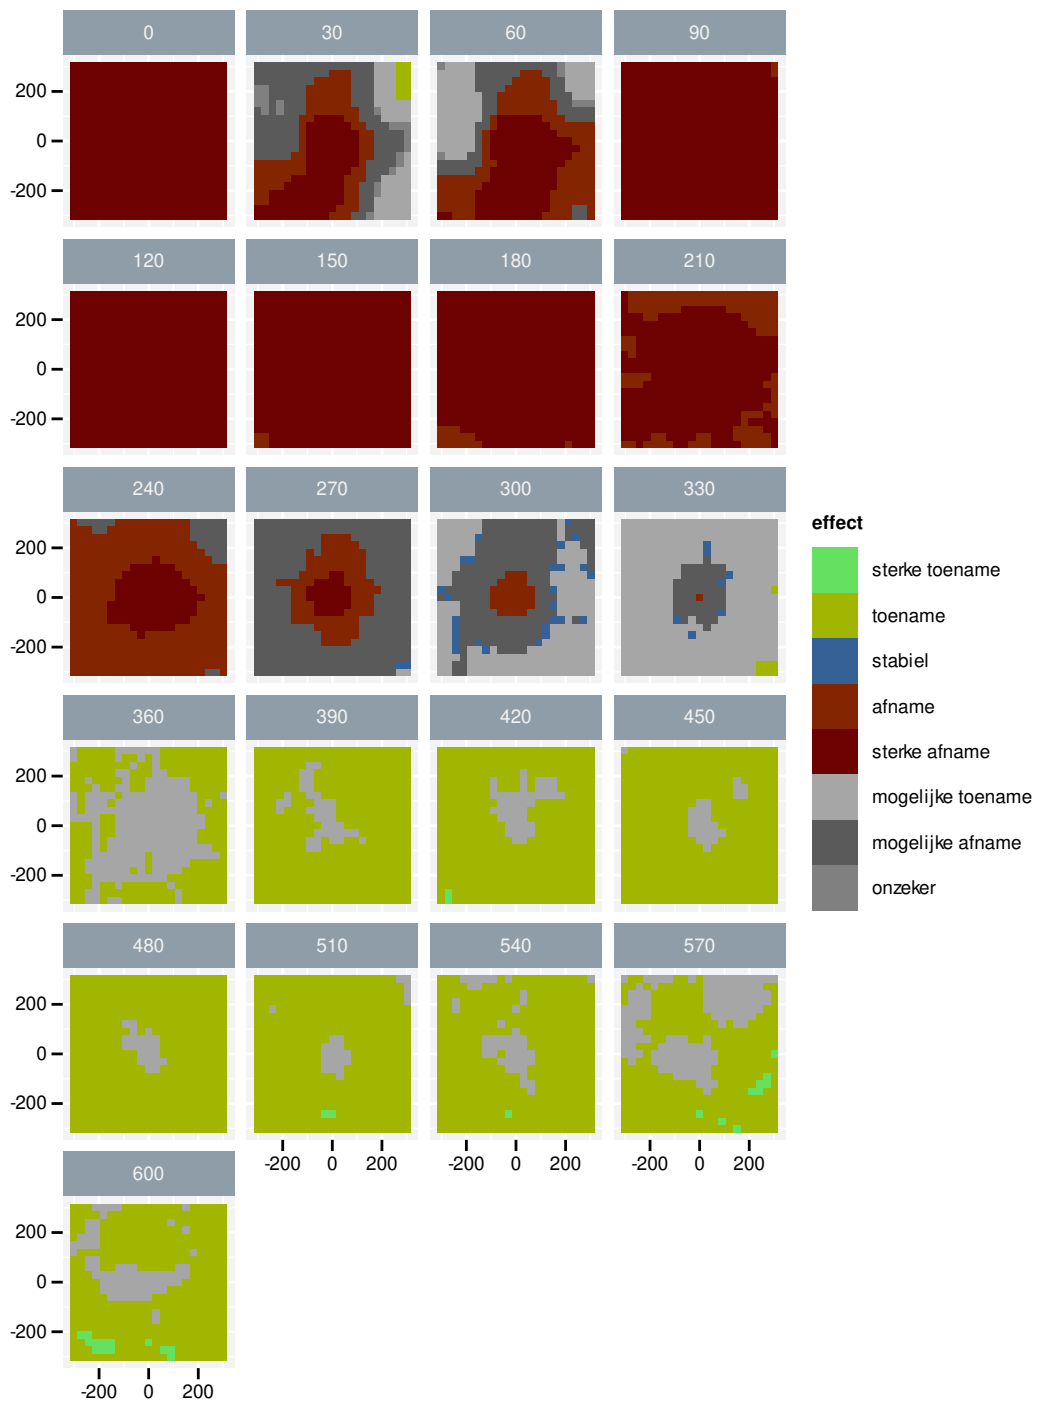 0 30 60 90
200
0
-200
120 150 180 210
200
0
-200
240 270 300 330
200
0
-200
effect
sterke toename
toename
stabiel
afname
sterke afname
mogelijke toename
mogelijke afname
onzeker
360 390 420 450
200
0
-200
480 510 540 570
200
0
-200
-200 0 200 -200 0 200 -200 0 200
600
200
0
-200
-200 0 200